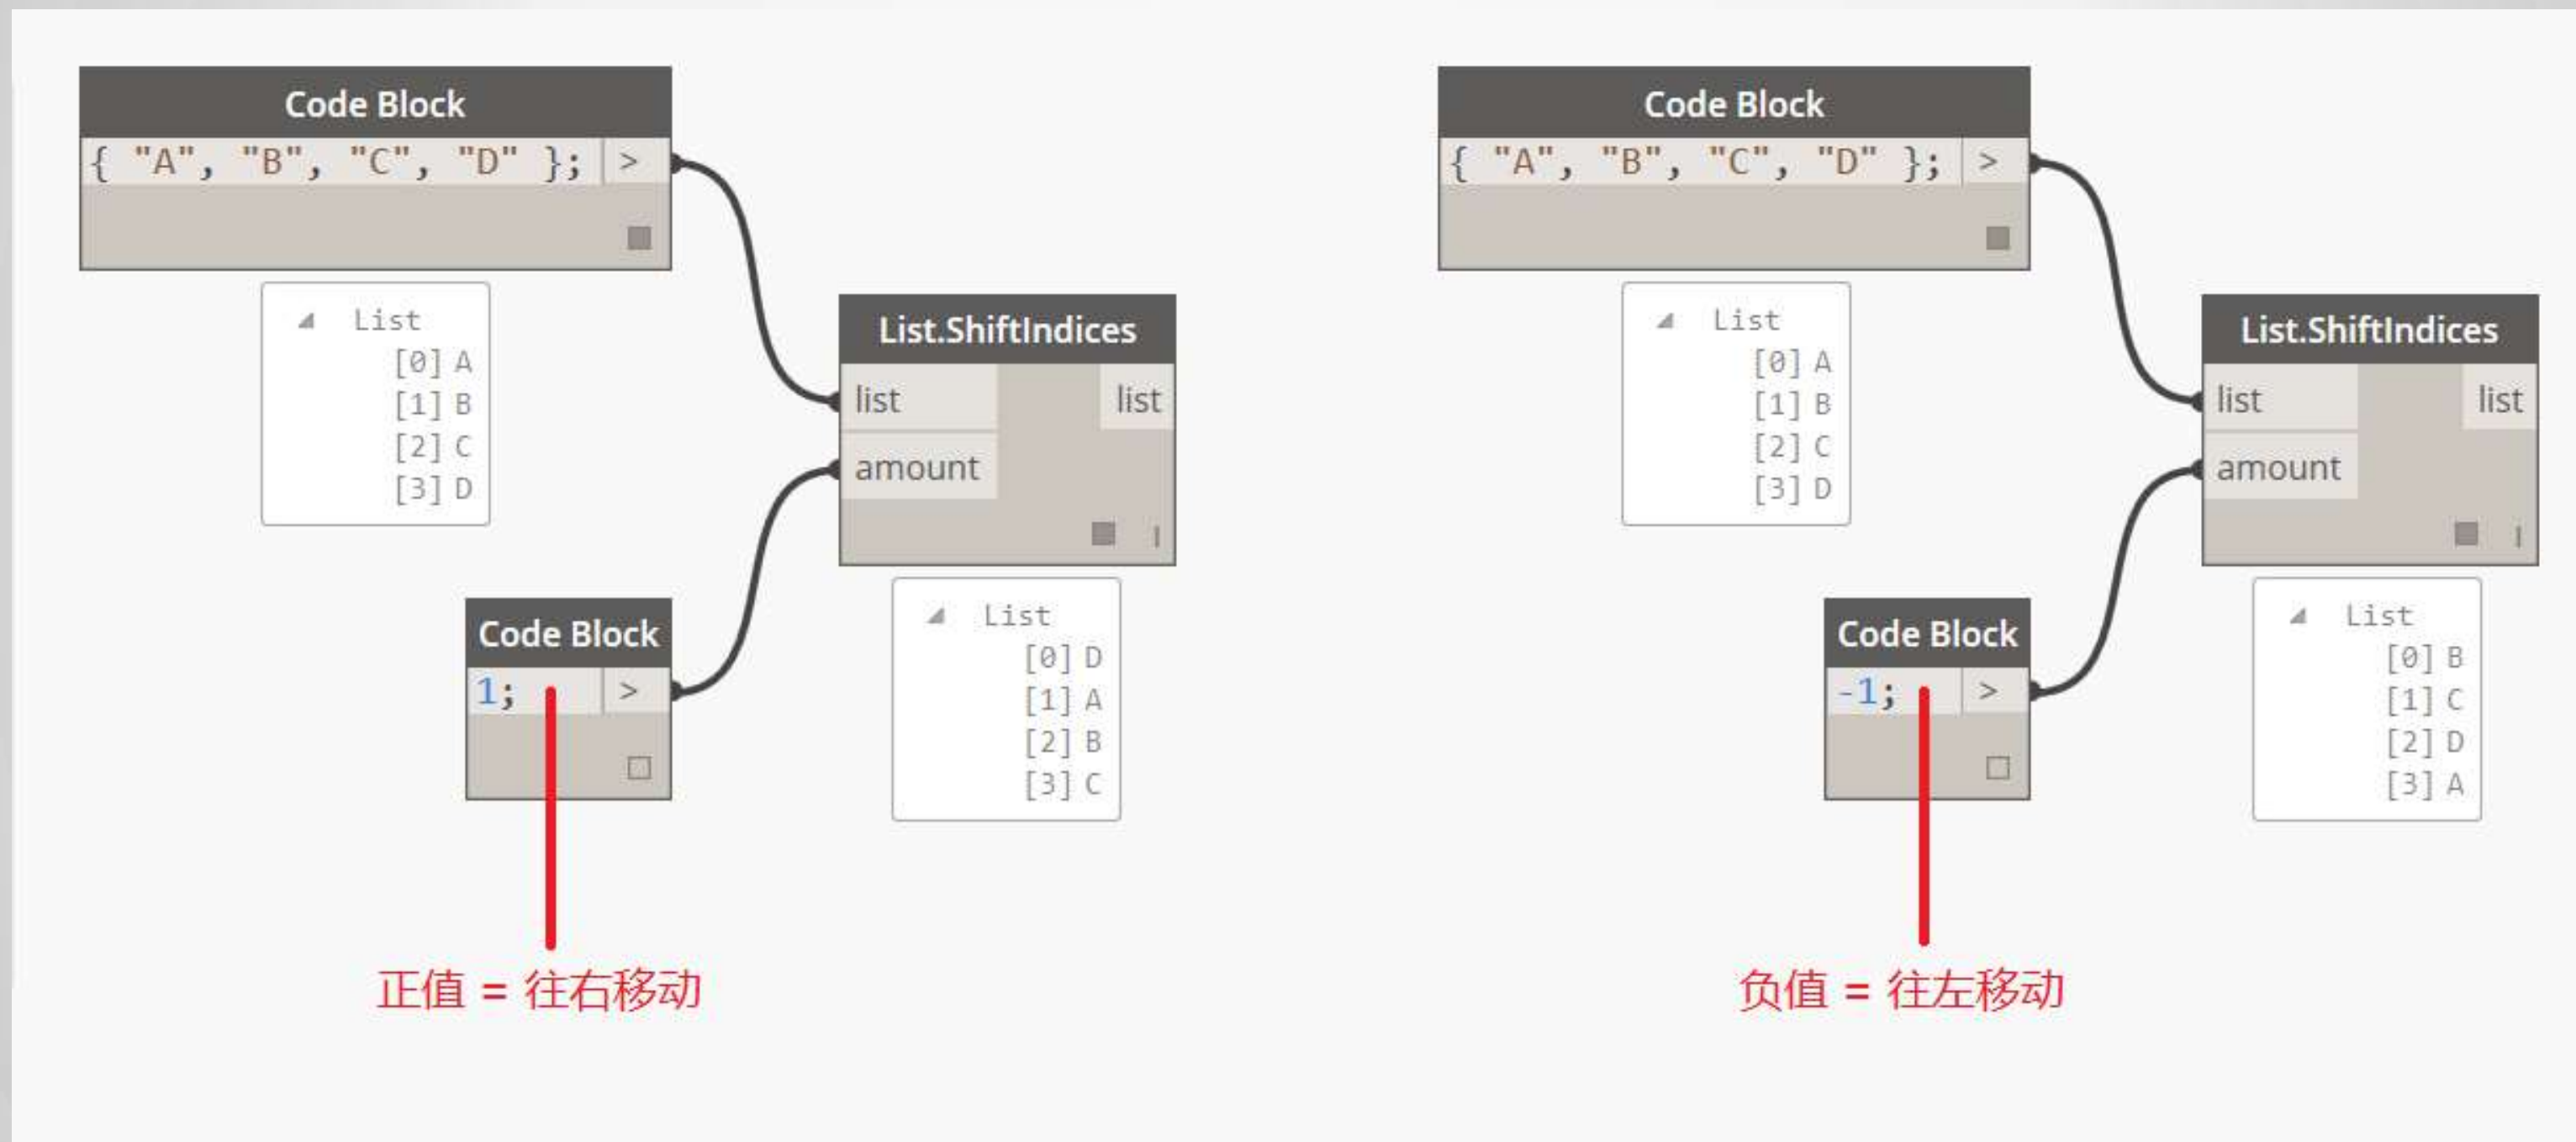 Code Block
{ "A", "B", "C", "D" }; >
List
[0] A
[1] B
[2] C
[3] D
List.ShiftIndices
list list
amount
l
Code Block
1; >
List
[0] D
[1] A
[2] B
[3] C
正值 = 往右移动
Code Block
{ "A", "B", "C", "D" }; >
List
[0] A
[1] B
[2] C
[3] D
List.ShiftIndices
list list
amount
l
Code Block
-1; >
List
[0] B
[1] C
[2] D
[3] A
负值 = 往左移动